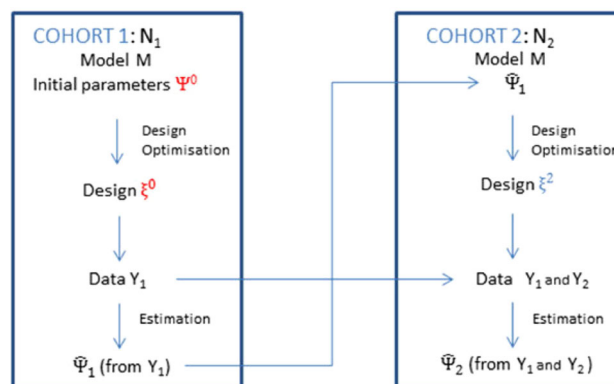 COHORT 1: N₁
Model M
Initial parameters Ψ⁰
Design
Optimisation
Design ξ⁰
Data Y₁
Estimation
Ψ̂₁ (from Y₁)
COHORT 2: N₂
Model M
Ψ̂₁
Design
Optimisation
Design ξ²
Data Y₁ and Y₂
Estimation
Ψ̂₂ (from Y₁ and Y₂)